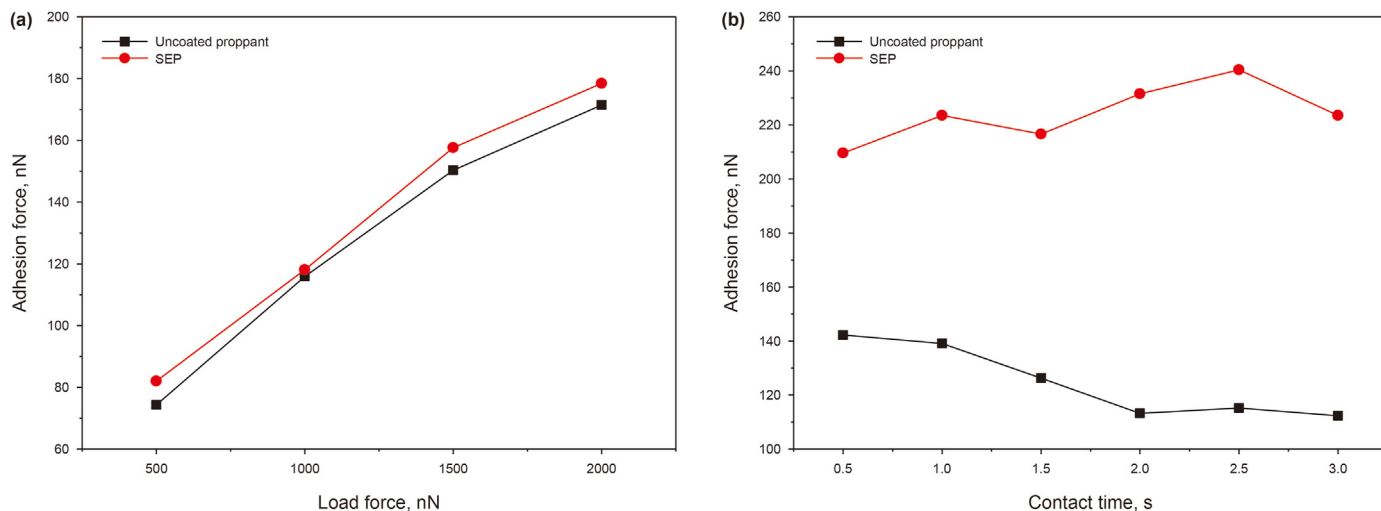 (a)
Uncoated proppant
SEP
Adhesion force, nN
200
180
160
140
120
100
80
60
500 1000 1500 2000
Load force, nN
(b)
Uncoated proppant
SEP
Adhesion force, nN
260
240
220
200
180
160
140
120
100
0.5 1.0 1.5 2.0 2.5 3.0
Contact time, s